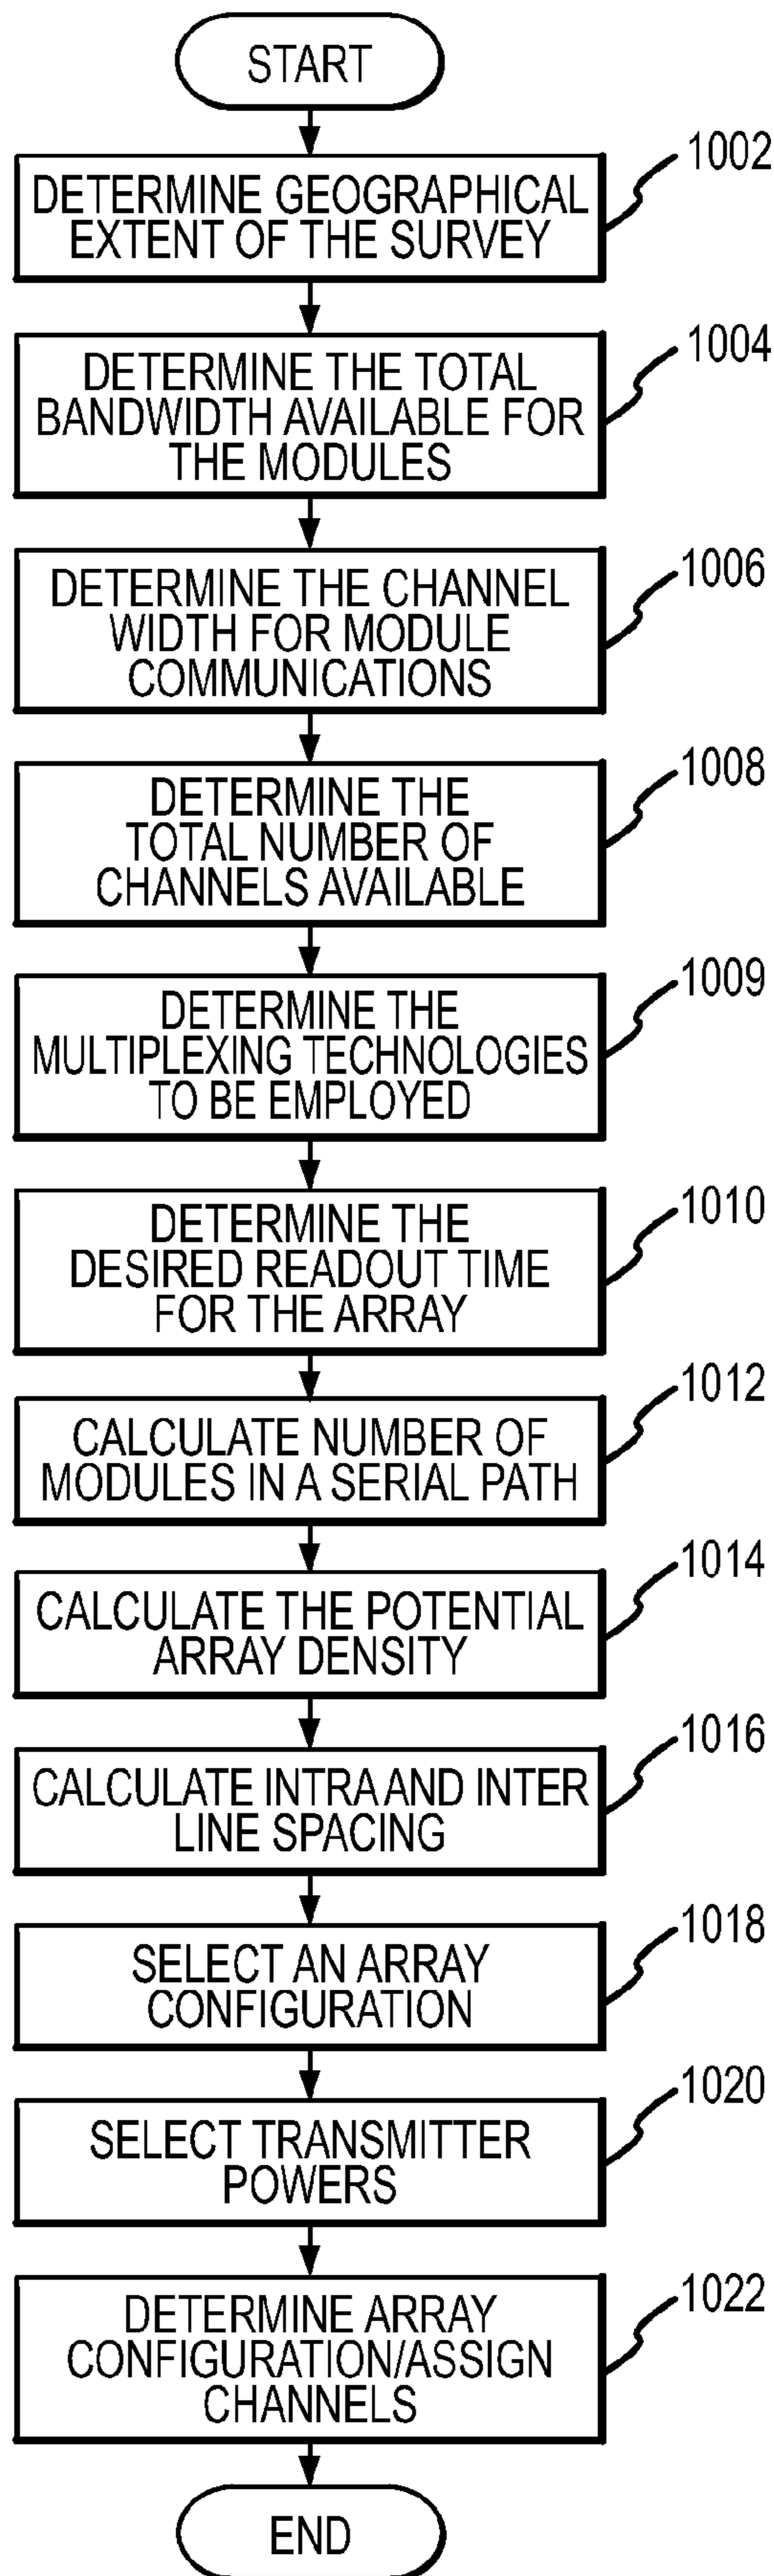 START
1002
DETERMINE GEOGRAPHICAL
EXTENT OF THE SURVEY
1004
DETERMINE THE TOTAL
BANDWIDTH AVAILABLE FOR
THE MODULES
1006
DETERMINE THE CHANNEL
WIDTH FOR MODULE
COMMUNICATIONS
1008
DETERMINE THE
TOTAL NUMBER OF
CHANNELS AVAILABLE
1009
DETERMINE THE
MULTIPLEXING TECHNOLOGIES
TO BE EMPLOYED
1010
DETERMINE THE
DESIRED READOUT TIME
FOR THE ARRAY
1012
CALCULATE NUMBER OF
MODULES IN A SERIAL PATH
1014
CALCULATE THE POTENTIAL
ARRAY DENSITY
1016
CALCULATE INTRA AND INTER
LINE SPACING
1018
SELECT AN ARRAY
CONFIGURATION
1020
SELECT TRANSMITTER
POWERS
1022
DETERMINE ARRAY
CONFIGURATION/ASSIGN
CHANNELS
END